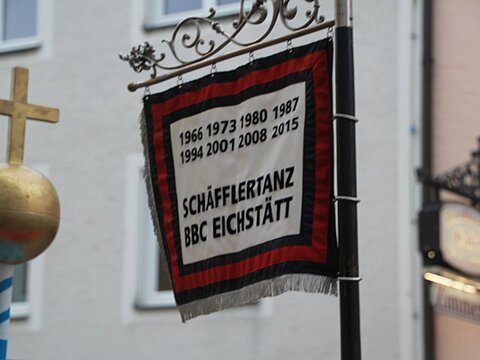 1966 1973 1980 1987
1994 2001 2008 2015
SCHÄFFLERTANZ
BBC EICHSTÄTT